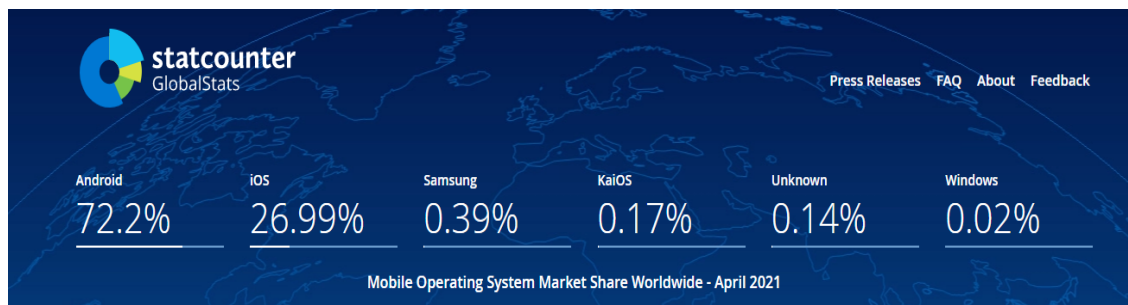 statcounter
GlobalStats
Press Releases FAQ About Feedback
Android iOS Samsung KaiOS Unknown Windows
72.2% 26.99% 0.39% 0.17% 0.14% 0.02%
Mobile Operating System Market Share Worldwide - April 2021